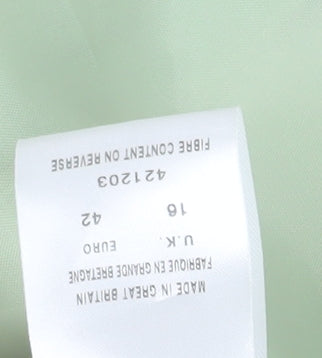 MADE IN GREAT BRITAIN
FABRIQUE EN GRANDE BRETAGNE
U.K. EURO
16 42
421203
FIBRE CONTENT ON REVERSE